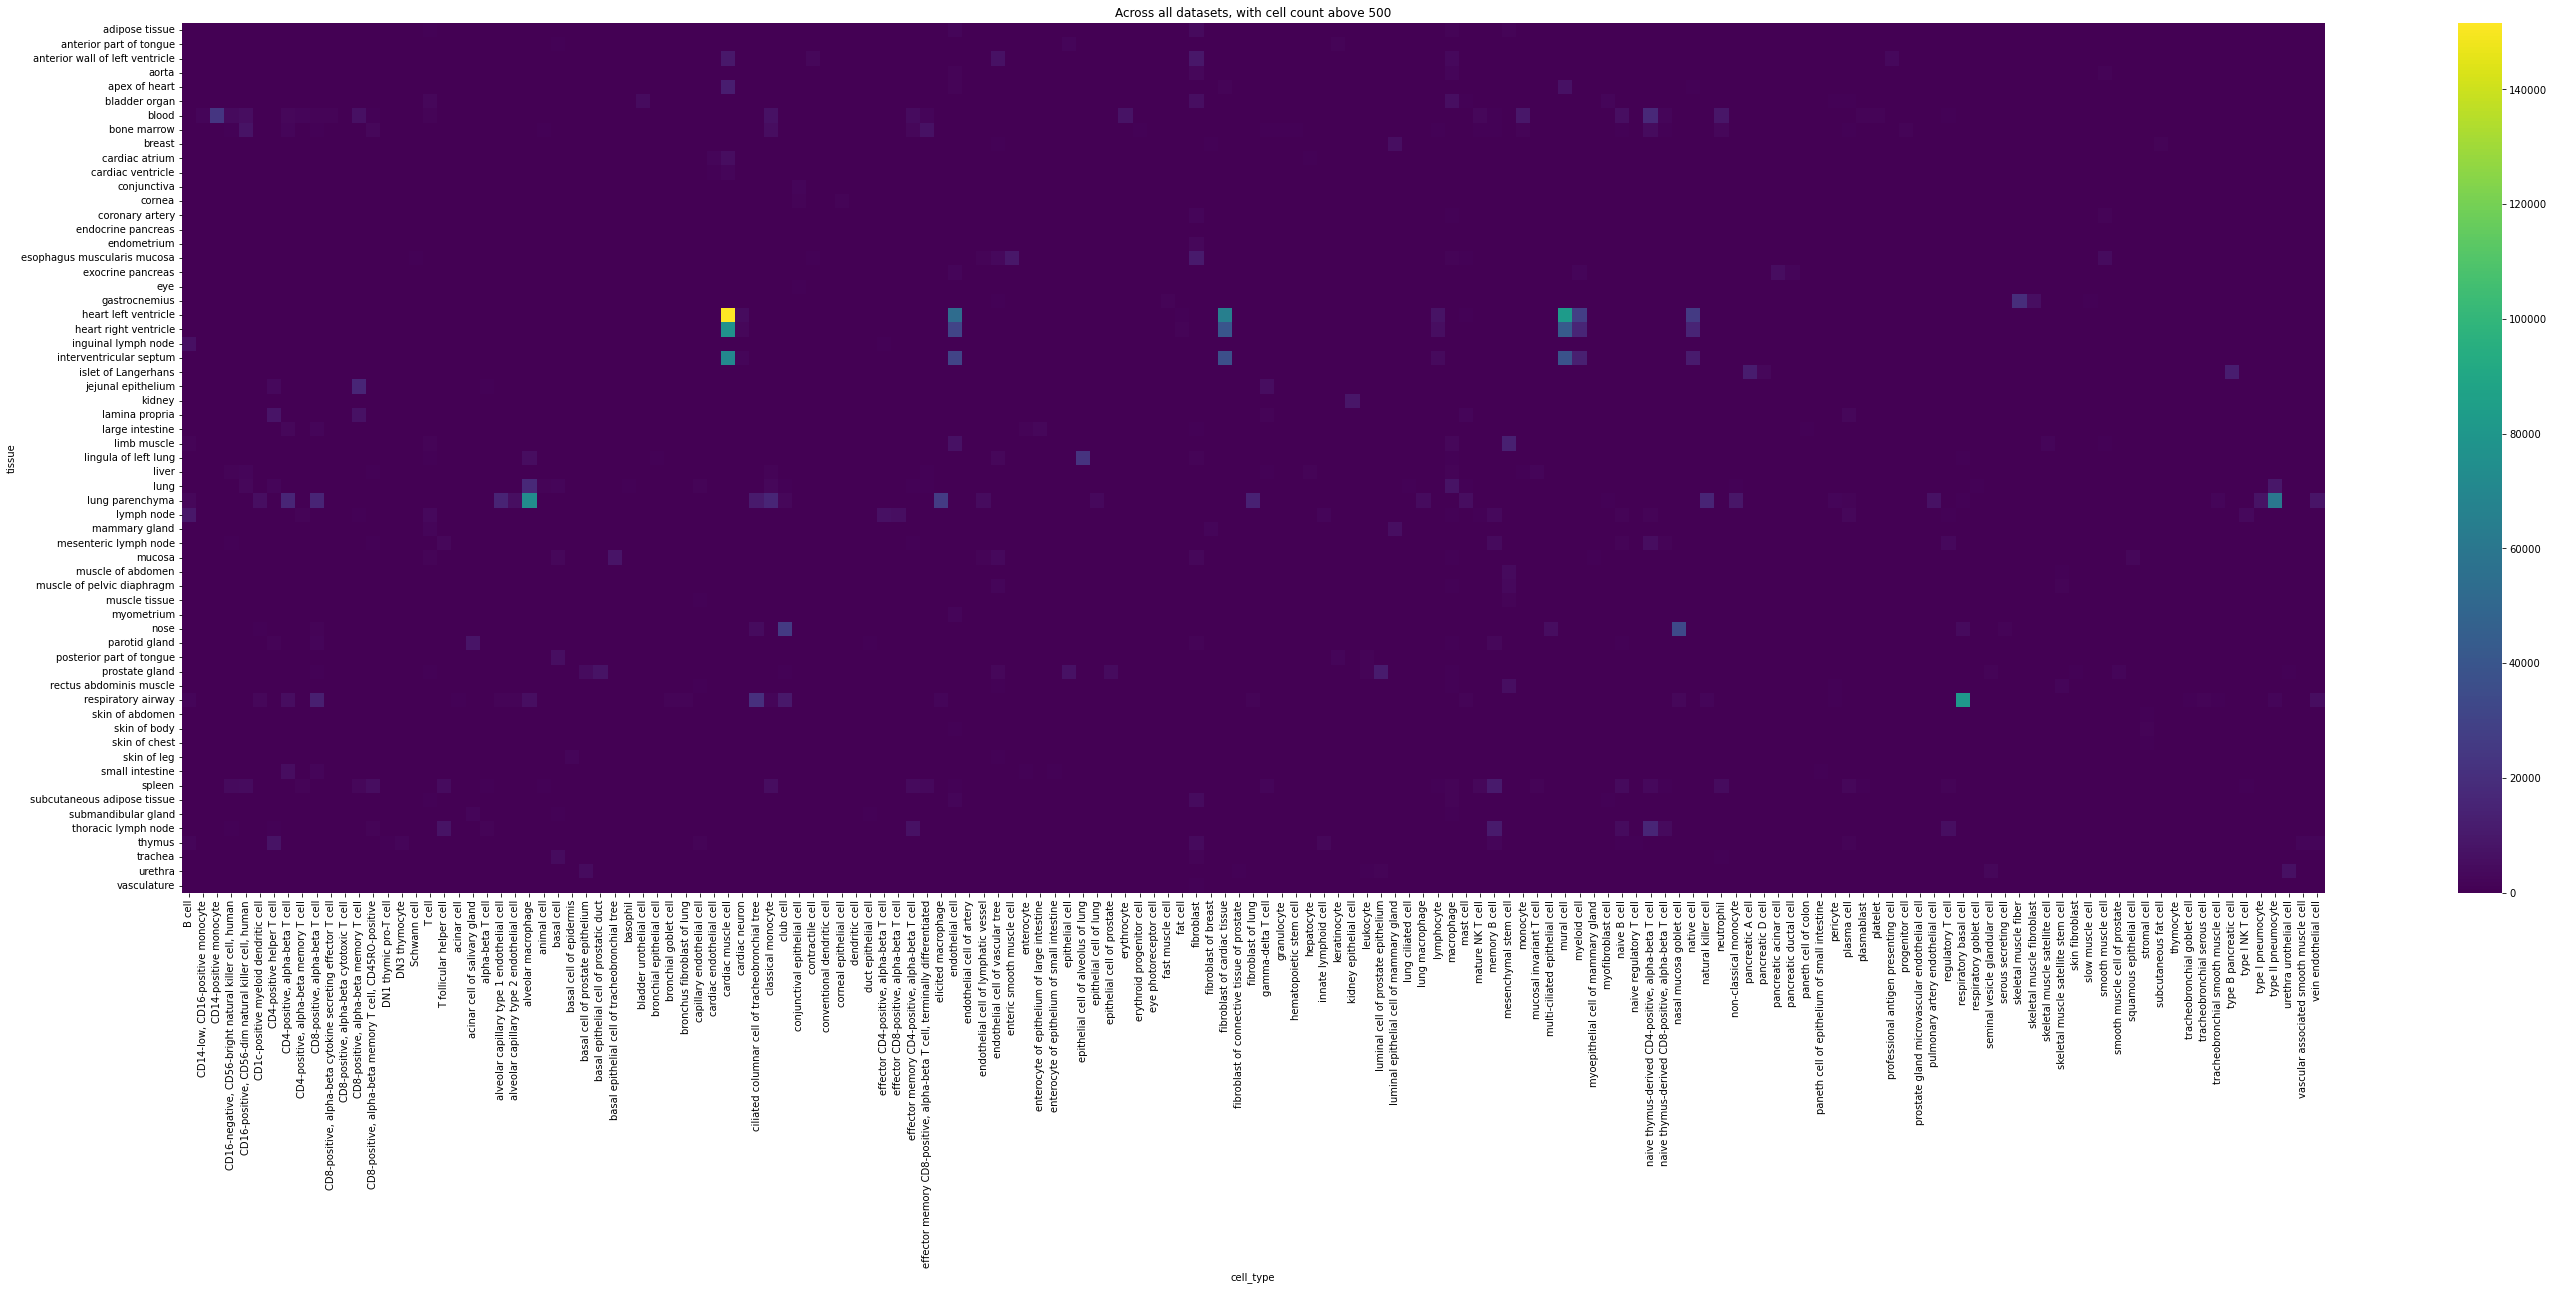 Across all datasets, with cell count above 500
tissue
adipose tissue
anterior part of tongue
anterior wall of left ventricle
aorta
apex of heart
bladder organ
blood
bone marrow
breast
cardiac atrium
cardiac ventricle
conjunctiva
cornea
coronary artery
endocrine pancreas
endometrium
esophagus muscularis mucosa
exocrine pancreas
eye
gastrocnemius
heart left ventricle
heart right ventricle
inguinal lymph node
interventricular septum
islet of Langerhans
jejunal epithelium
kidney
lamina propria
large intestine
limb muscle
lingula of left lung
liver
lung
lung parenchyma
lymph node
mammary gland
mesenteric lymph node
mucosa
muscle of abdomen
muscle of pelvic diaphragm
muscle tissue
myometrium
nose
parotid gland
posterior part of tongue
prostate gland
rectus abdominis muscle
respiratory airway
skin of abdomen
skin of body
skin of chest
skin of leg
small intestine
spleen
subcutaneous adipose tissue
submandibular gland
thoracic lymph node
thymus
trachea
urethra
vasculature
B cell
CD14-low, CD16-positive monocyte
CD14-positive monocyte
CD16-negative, CD56-bright natural killer cell, human
CD16-positive, CD56-dim natural killer cell, human
CD1c-positive myeloid dendritic cell
CD4-positive helper T cell
CD4-positive, alpha-beta T cell
CD4-positive, alpha-beta memory T cell
CD8-positive, alpha-beta T cell
CD8-positive, alpha-beta cytokine secreting effector T cell
CD8-positive, alpha-beta cytotoxic T cell
CD8-positive, alpha-beta memory T cell
CD8-positive, alpha-beta memory T cell, CD45RO-positive
DN1 thymic pro-T cell
DN3 thymocyte
Schwann cell
T cell
T follicular helper cell
acinar cell
acinar cell of salivary gland
alpha-beta T cell
alveolar capillary type 1 endothelial cell
alveolar capillary type 2 endothelial cell
alveolar macrophage
animal cell
basal cell
basal cell of epidermis
basal cell of prostate epithelium
basal epithelial cell of prostatic duct
basal epithelial cell of tracheobronchial tree
basophil
bladder urothelial cell
bronchial epithelial cell
bronchial goblet cell
bronchus fibroblast of lung
capillary endothelial cell
cardiac endothelial cell
cardiac muscle cell
cardiac neuron
ciliated columnar cell of tracheobronchial tree
classical monocyte
club cell
conjunctival epithelial cell
contractile cell
conventional dendritic cell
corneal epithelial cell
dendritic cell
duct epithelial cell
effector CD4-positive, alpha-beta T cell
effector CD8-positive, alpha-beta T cell
effector memory CD4-positive, alpha-beta T cell
effector memory CD8-positive, alpha-beta T cell, terminally differentiated
elicited macrophage
endothelial cell
endothelial cell of artery
endothelial cell of lymphatic vessel
endothelial cell of vascular tree
enteric smooth muscle cell
enterocyte
enterocyte of epithelium of large intestine
enterocyte of epithelium of small intestine
epithelial cell
epithelial cell of alveolus of lung
epithelial cell of lung
epithelial cell of prostate
erythrocyte
erythroid progenitor cell
eye photoreceptor cell
fast muscle cell
fat cell
fibroblast
fibroblast of breast
fibroblast of cardiac tissue
fibroblast of connective tissue of prostate
fibroblast of lung
gamma-delta T cell
granulocyte
hematopoietic stem cell
hepatocyte
innate lymphoid cell
keratinocyte
kidney epithelial cell
leukocyte
luminal cell of prostate epithelium
luminal epithelial cell of mammary gland
lung ciliated cell
lung macrophage
lymphocyte
macrophage
mast cell
mature NK T cell
memory B cell
mesenchymal stem cell
monocyte
mucosal invariant T cell
multi-ciliated epithelial cell
mural cell
myeloid cell
myoepithelial cell of mammary gland
myofibroblast cell
naive B cell
naive regulatory T cell
naive thymus-derived CD4-positive, alpha-beta T cell
naive thymus-derived CD8-positive, alpha-beta T cell
nasal mucosa goblet cell
native cell
natural killer cell
neutrophil
non-classical monocyte
pancreatic A cell
pancreatic D cell
pancreatic acinar cell
pancreatic ductal cell
paneth cell of colon
paneth cell of epithelium of small intestine
pericyte
plasma cell
plasmablast
platelet
professional antigen presenting cell
progenitor cell
prostate gland microvascular endothelial cell
pulmonary artery endothelial cell
regulatory T cell
respiratory basal cell
respiratory goblet cell
seminal vesicle glandular cell
serous secreting cell
skeletal muscle fiber
skeletal muscle fibroblast
skeletal muscle satellite cell
skeletal muscle satellite stem cell
skin fibroblast
slow muscle cell
smooth muscle cell
smooth muscle cell of prostate
squamous epithelial cell
stromal cell
subcutaneous fat cell
thymocyte
tracheobronchial goblet cell
tracheobronchial serous cell
tracheobronchial smooth muscle cell
type B pancreatic cell
type I NK T cell
type I pneumocyte
type II pneumocyte
urethra urothelial cell
vascular associated smooth muscle cell
vein endothelial cell
cell_type
140000
120000
100000
80000
60000
40000
20000
0